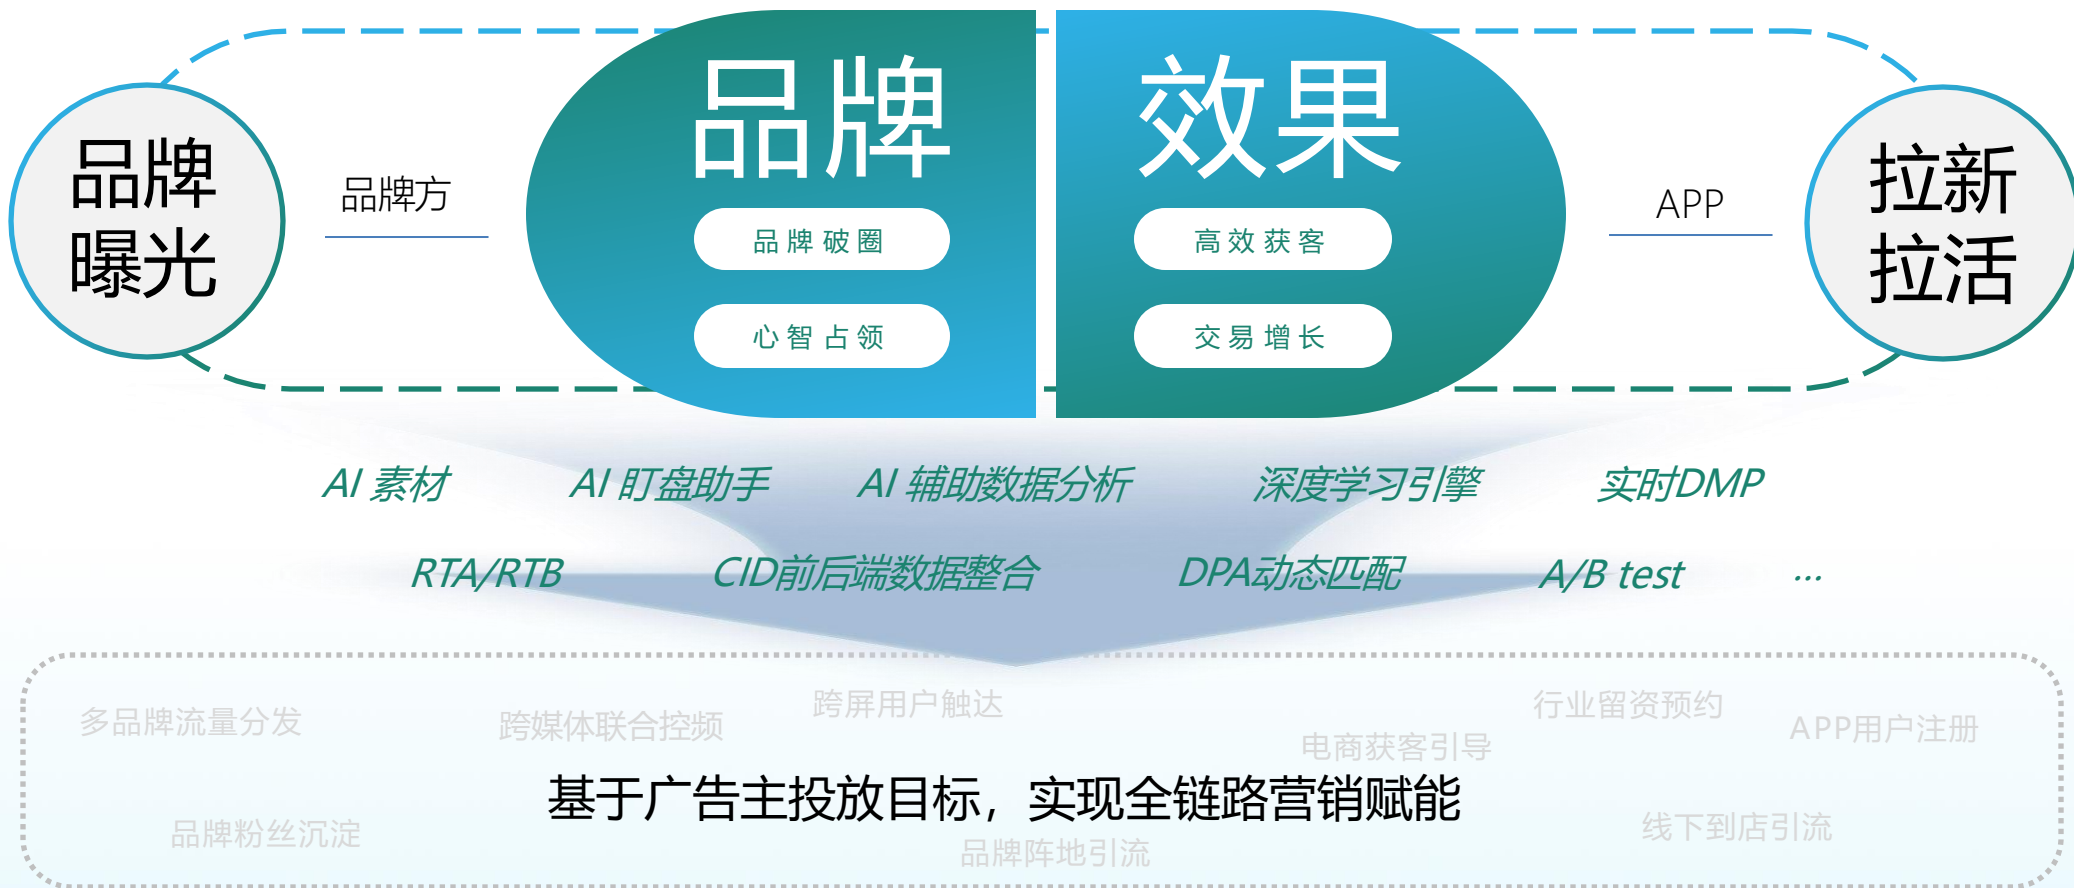 品牌
曝光
品牌方
品牌
品牌破圈
心智占领
效果
高效获客
交易增长
APP
拉新
拉活
AI 素材
AI 盯盘助手
AI 辅助数据分析
深度学习引擎
实时DMP
RTA/RTB
CID前后端数据整合
DPA动态匹配
A/B test
...
多品牌流量分发
跨媒体联合控频
跨屏用户触达
电商获客引导
行业留资预约
APP用户注册
基于广告主投放目标，实现全链路营销赋能
品牌粉丝沉淀
品牌阵地引流
线下到店引流